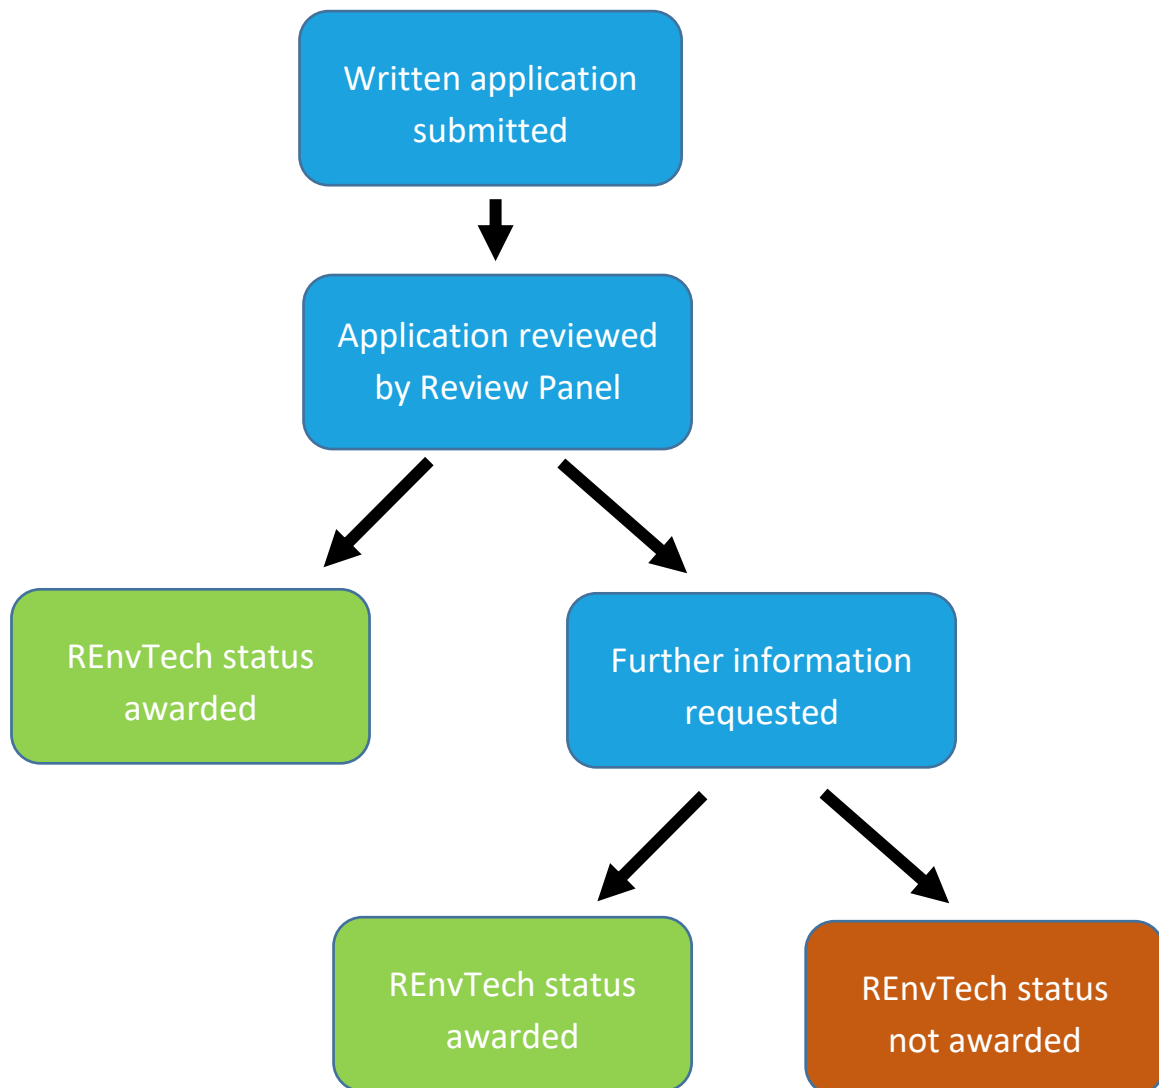 Written application
submitted
Application reviewed
by Review Panel
REnvTech status
awarded
Further information
requested
REnvTech status
awarded
REnvTech status
not awarded